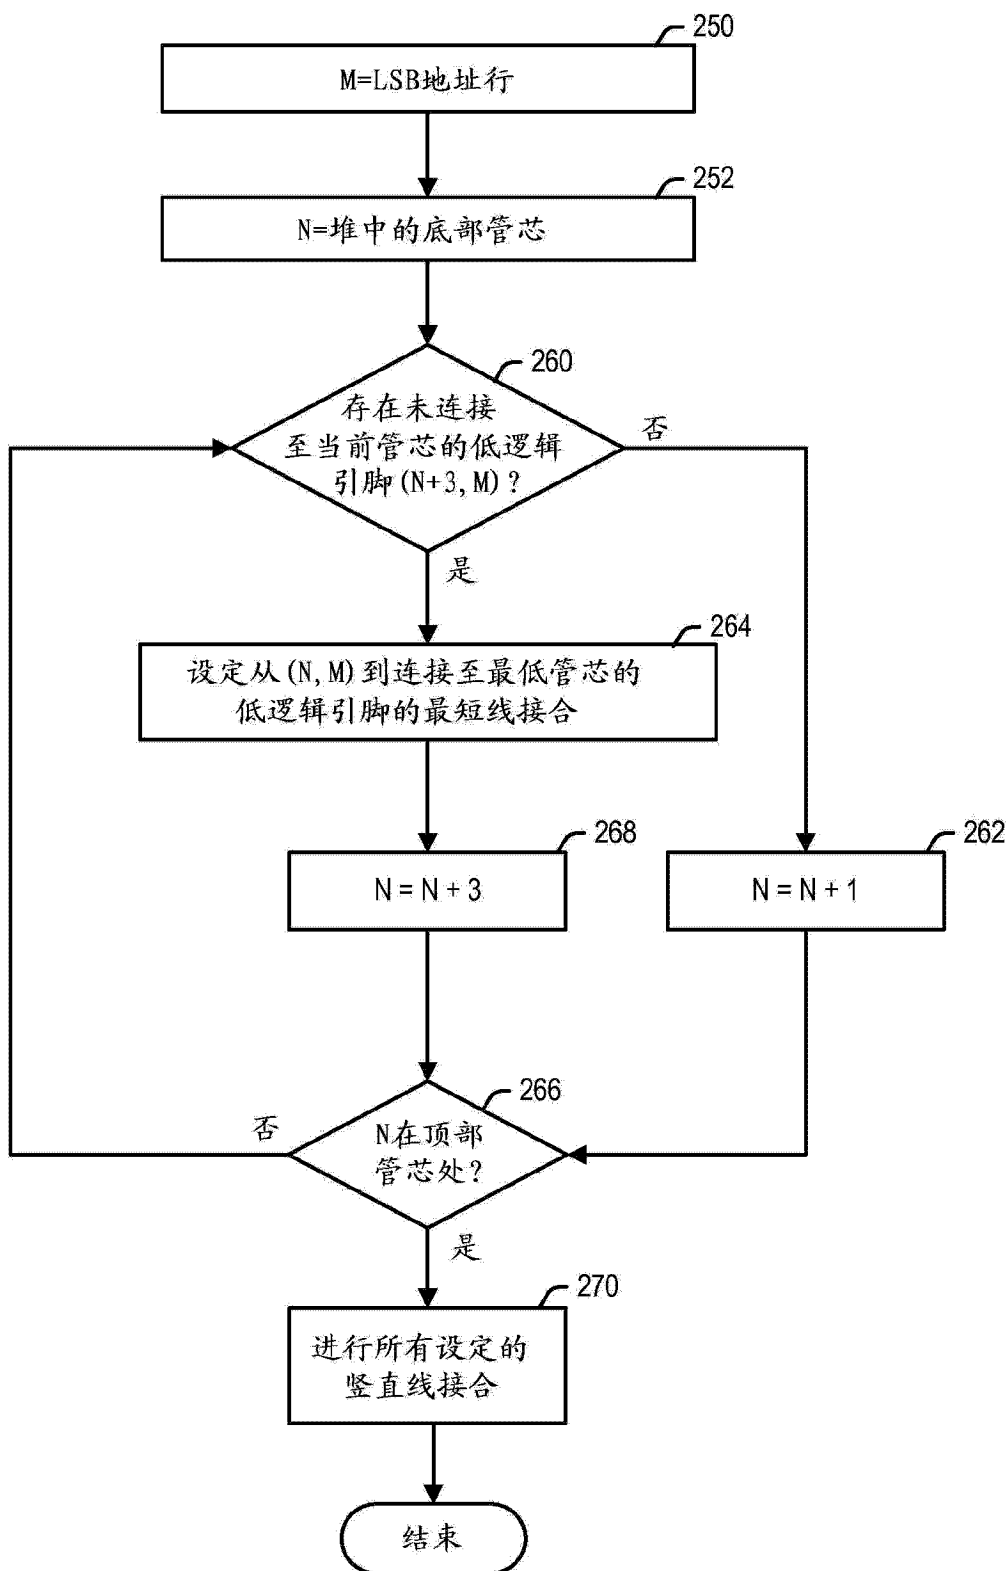 250
M=LSB地址行
252
N=堆中的底部管芯
260
存在未连接
至当前管芯的低逻辑
引脚(N+3,M)?
否
是
264
设定从(N,M)到连接至最低管芯的
低逻辑引脚的最短线接合
268
N = N + 3
262
N = N + 1
266
否
N在顶部
管芯处?
是
270
进行所有设定的
竖直线接合
结束